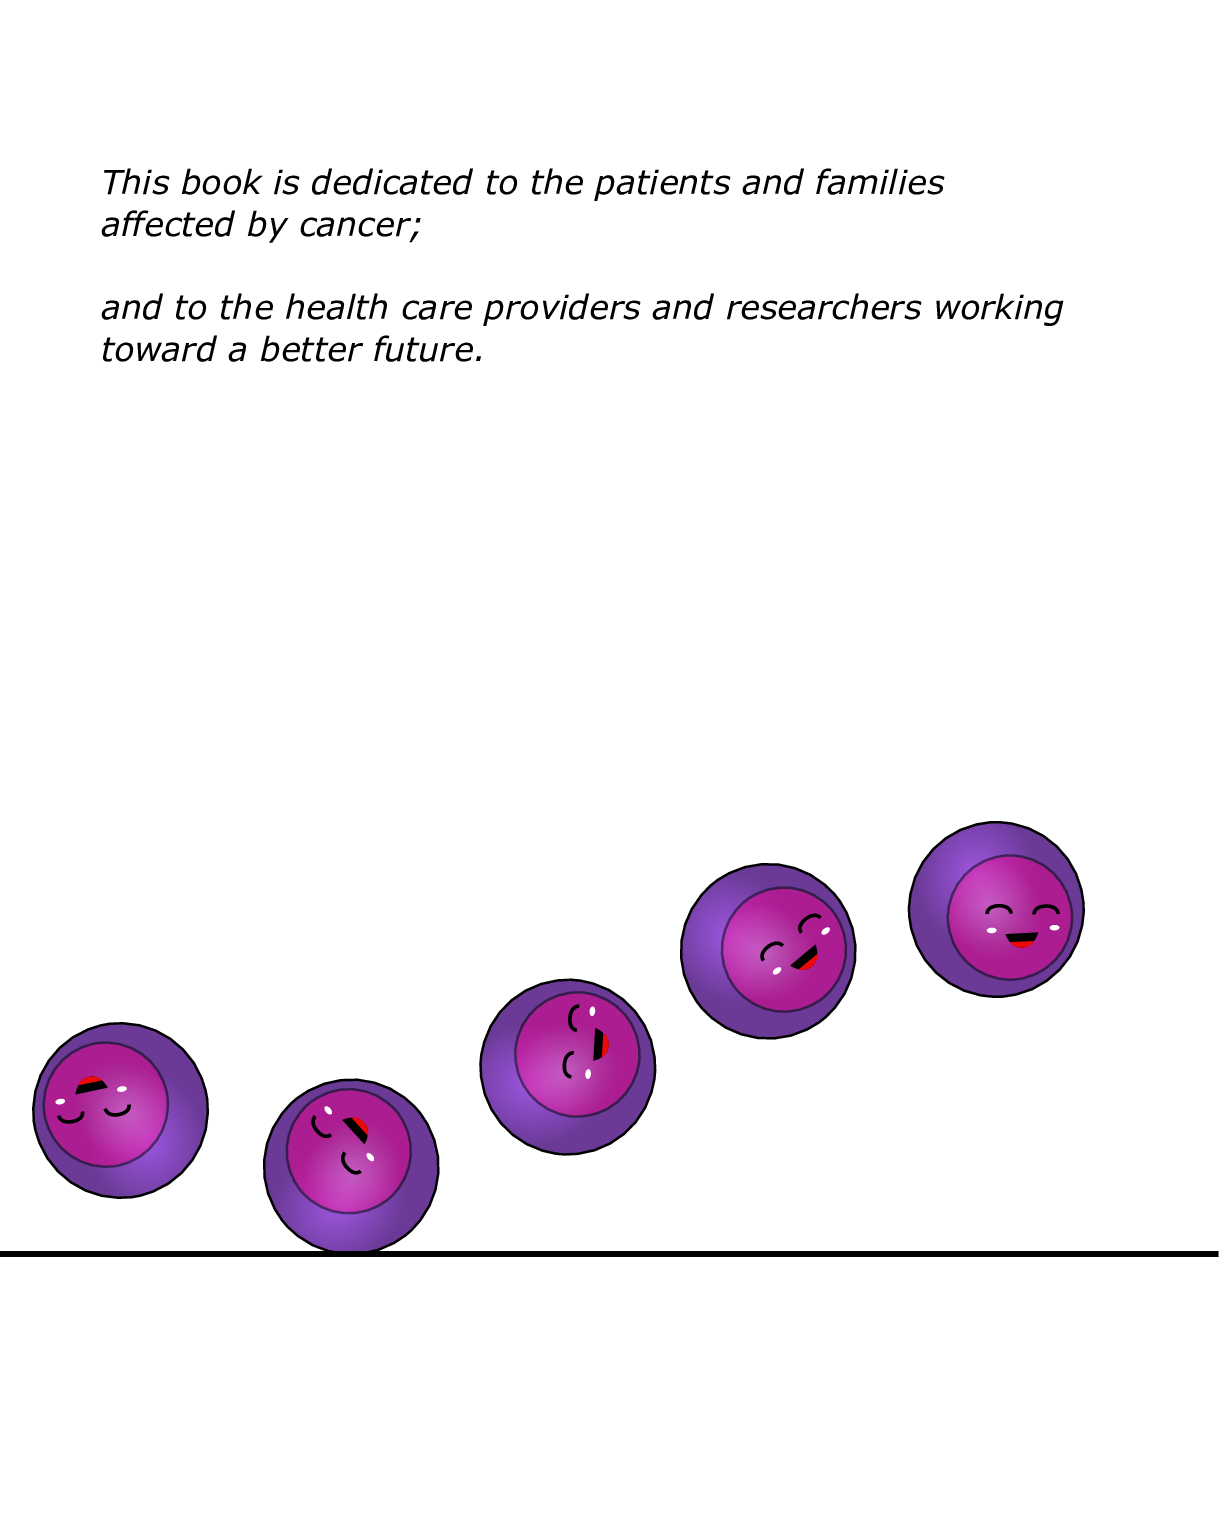 This book is dedicated to the patients and families
affected by cancer;
and to the health care providers and researchers working
toward a better future.